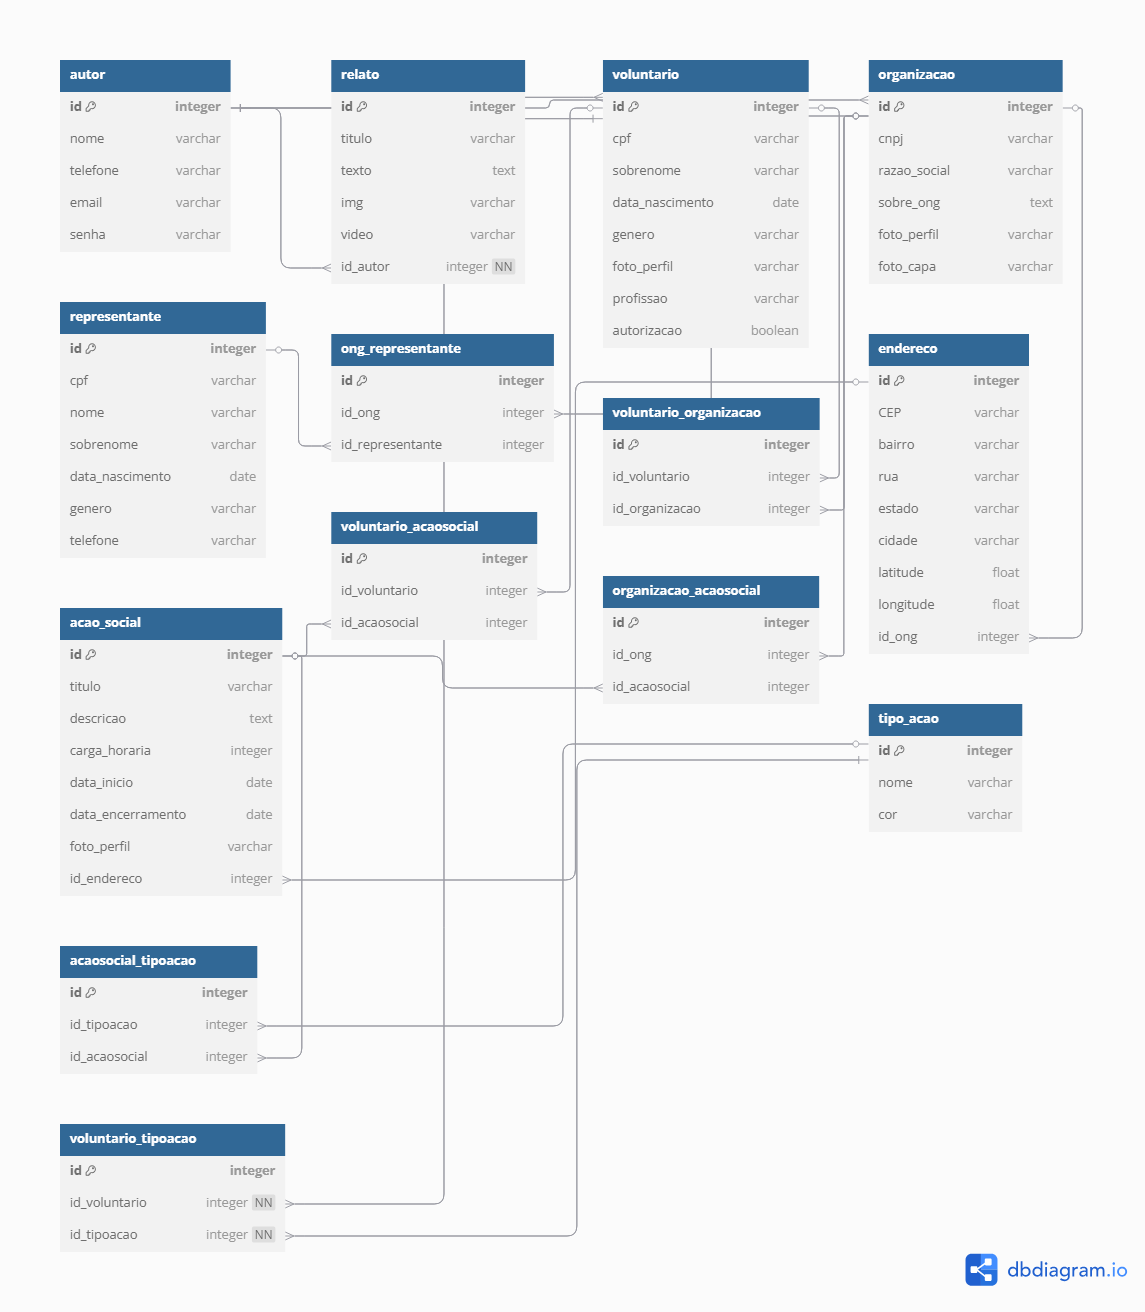 autor
id integer
nome varchar
telefone varchar
email varchar
senha varchar
relato
id integer
titulo varchar
texto text
img varchar
video varchar
id_autor integer NN
voluntario
id integer
cpf varchar
sobrenome varchar
data_nascimento date
genero varchar
foto_perfil varchar
profissao varchar
autorizacao boolean
organizacao
id integer
cnpj varchar
razao_social varchar
sobre_ong text
foto_perfil varchar
foto_capa varchar
representante
id integer
cpf varchar
nome varchar
sobrenome varchar
data_nascimento date
genero varchar
telefone varchar
ong_representante
id integer
id_ong integer
id_representante integer
voluntario_organizacao
id integer
id_voluntario integer
id_organizacao integer
endereco
id integer
CEP varchar
bairro varchar
rua varchar
estado varchar
cidade varchar
latitude float
longitude float
id_ong integer
voluntario_acaosocial
id integer
id_voluntario integer
id_acaosocial integer
organizacao_acaosocial
id integer
id_ong integer
id_acaosocial integer
acao_social
id integer
titulo varchar
descricao text
carga_horaria integer
data_inicio date
data_encerramento date
foto_perfil varchar
id_endereco integer
tipo_acao
id integer
nome varchar
cor varchar
acaosocial_tipoacao
id integer
id_tipoacao integer
id_acaosocial integer
voluntario_tipoacao
id integer
id_voluntario integer NN
id_tipoacao integer NN
dbdiagram.io